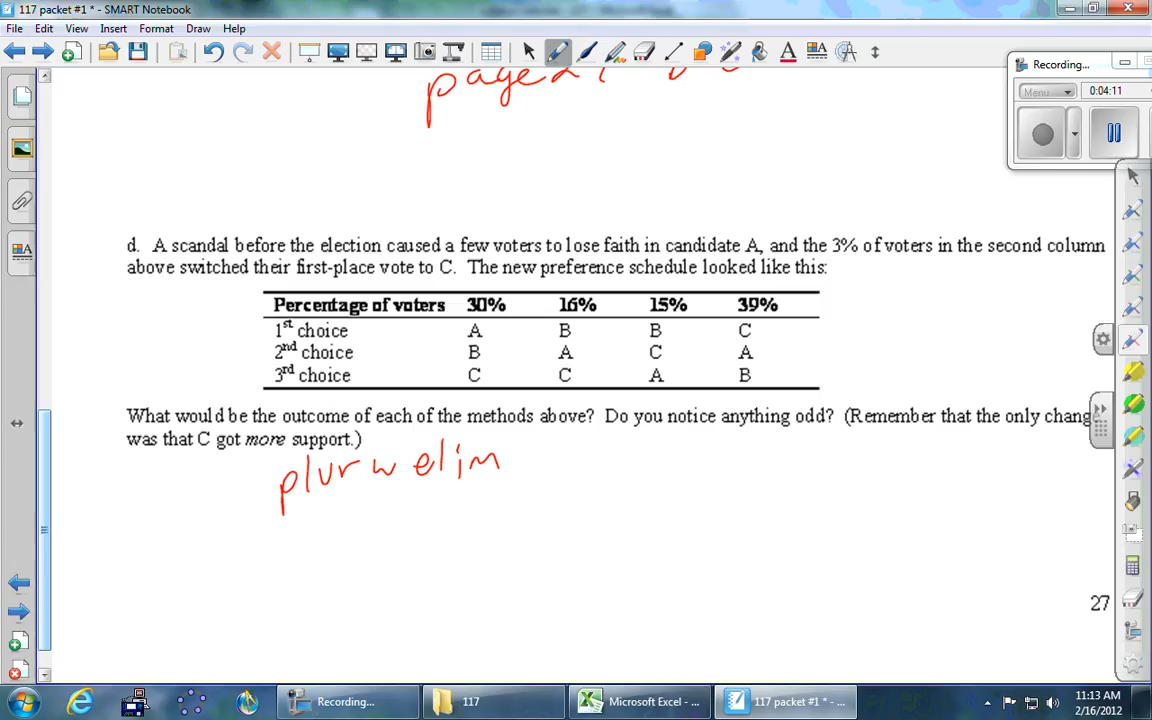 117 packet #1 * - SMART Notebook
File Edit View Insert Format Draw Help
Recording...
Menu 0:04:11
d. A scandal before the election caused a few voters to lose faith in candidate A, and the 3% of voters in the second column
above switched their first-place vote to C. The new preference schedule looked like this:
Percentage of voters 30% 16% 15% 39%
1st choice A B B C
2nd choice B A C A
3rd choice C C A B
What would be the outcome of each of the methods above? Do you notice anything odd? (Remember that the only chang
was that C got more support.)
plur w elim
27
Recording... 117 Microsoft Excel - ... 117 packet #1 * - ...
11:13 AM
2/16/2012